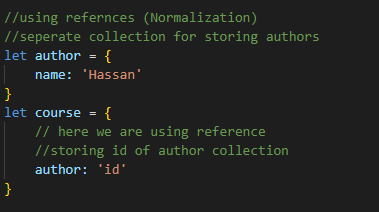 //using refernces (Normalization)
//seperate collection for storing authors
let author = {
    name: 'Hassan'
}
let course = {
    // here we are using reference
    //storing id of author collection
    author: 'id'
}